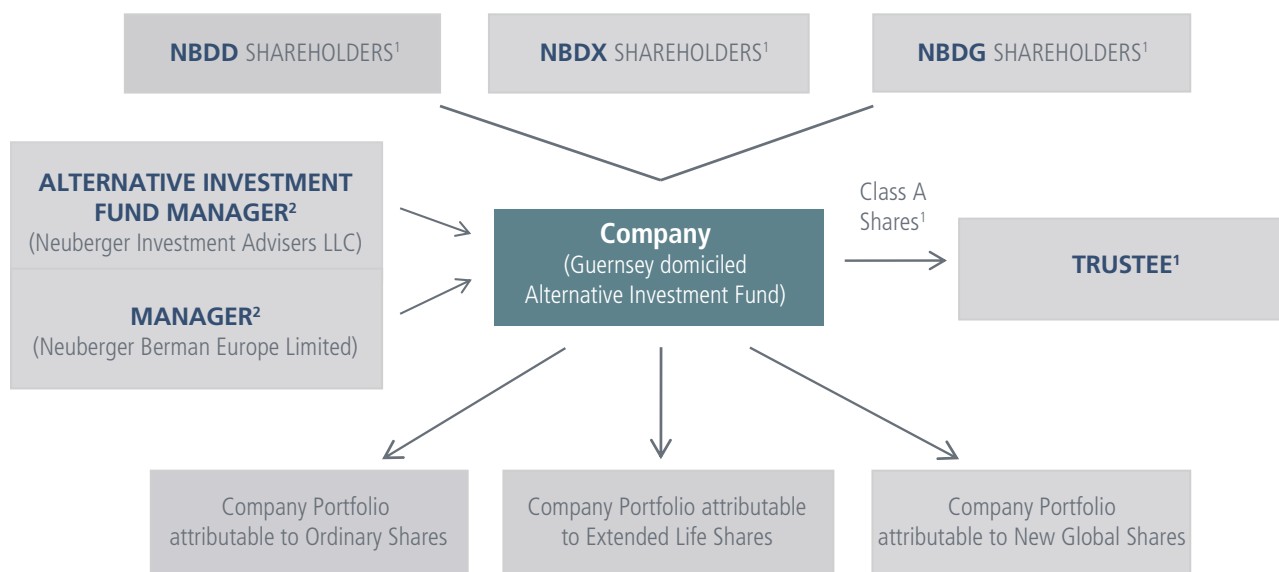 NBDD SHAREHOLDERS¹
NBDX SHAREHOLDERS¹
NBDG SHAREHOLDERS¹
ALTERNATIVE INVESTMENT
FUND MANAGER²
(Neuberger Investment Advisers LLC)
MANAGER²
(Neuberger Berman Europe Limited)
Company
(Guernsey domiciled
Alternative Investment Fund)
Class A
Shares¹
TRUSTEE¹
Company Portfolio
attributable to Ordinary Shares
Company Portfolio attributable
to Extended Life Shares
Company Portfolio
attributable to New Global Shares